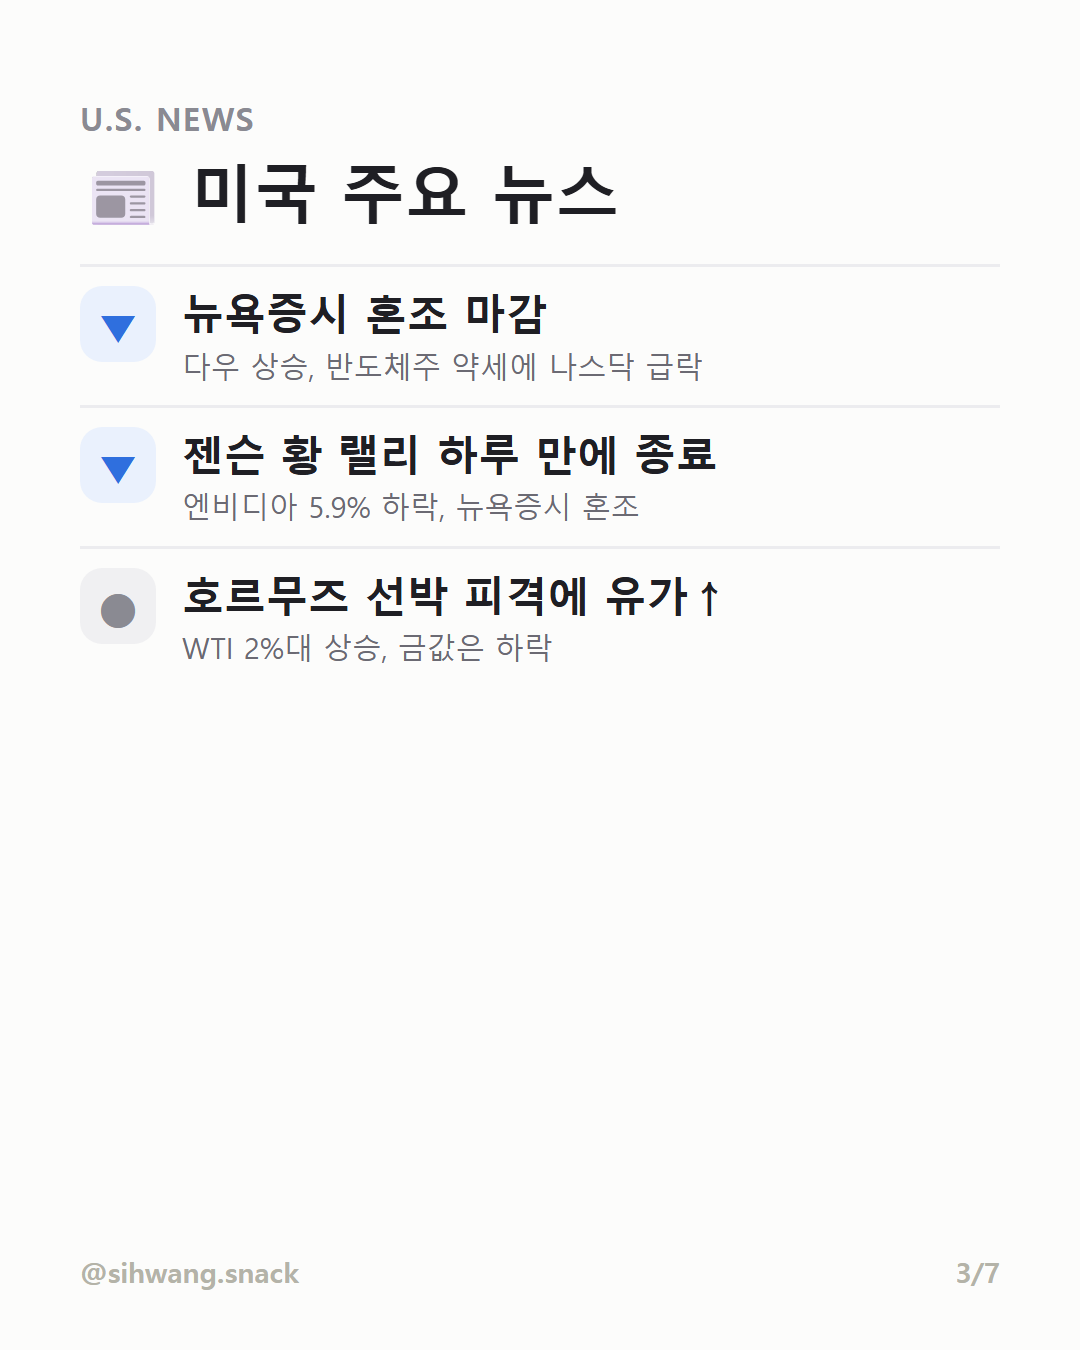 U.S. NEWS
미국 주요 뉴스
뉴욕증시 혼조 마감
다우 상승, 반도체주 약세에 나스닥 급락
젠슨 황 랠리 하루 만에 종료
엔비디아 5.9% 하락, 뉴욕증시 혼조
호르무즈 선박 피격에 유가↑
WTI 2%대 상승, 금값은 하락
@sihwang.snack
3/7